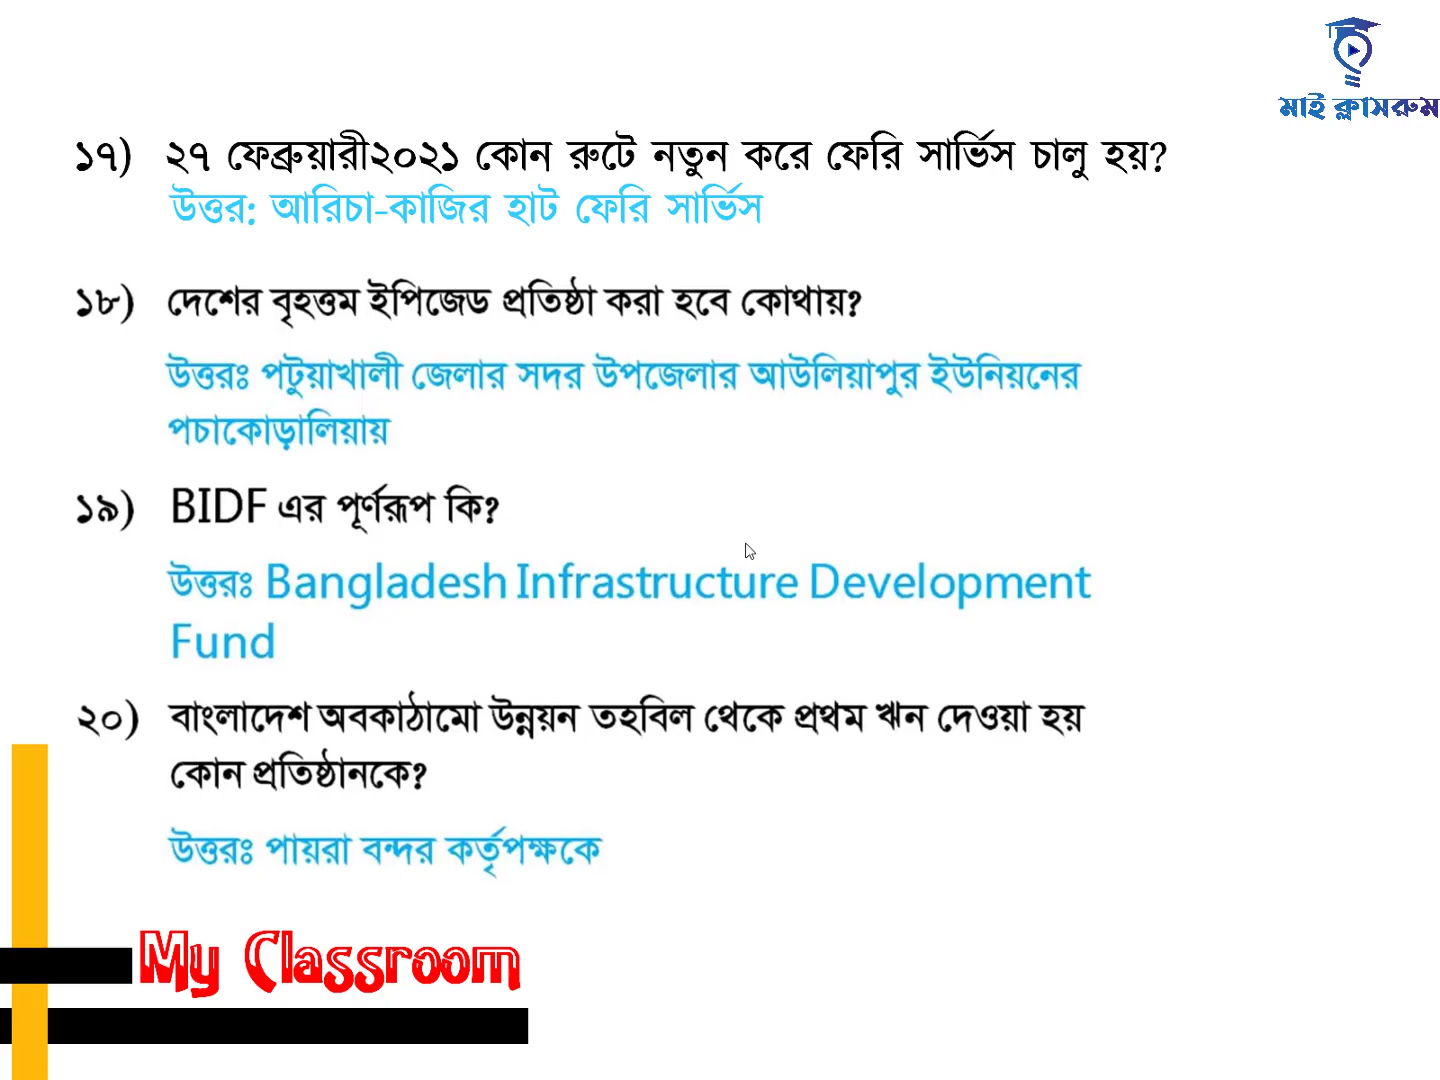 মাই ক্লাসরুম
১৭) ২৭ ফেব্রুয়ারী২০২১ কোন রুটে নতুন করে ফেরি সার্ভিস চালু হয়?
উত্তর: আরিচা-কাজির হাট ফেরি সার্ভিস
১৮) দেশের বৃহত্তম ইপিজেড প্রতিষ্ঠা করা হবে কোথায়?
উত্তরঃ পটুয়াখালী জেলার সদর উপজেলার আউলিয়াপুর ইউনিয়নের
পচাকোড়ালিয়ায়
১৯) BIDF এর পূর্ণরূপ কি?
উত্তরঃ Bangladesh Infrastructure Development
Fund
২০) বাংলাদেশ অবকাঠামো উন্নয়ন তহবিল থেকে প্রথম ঋন দেওয়া হয়
কোন প্রতিষ্ঠানকে?
উত্তরঃ পায়রা বন্দর কর্তৃপক্ষকে
My Classroom